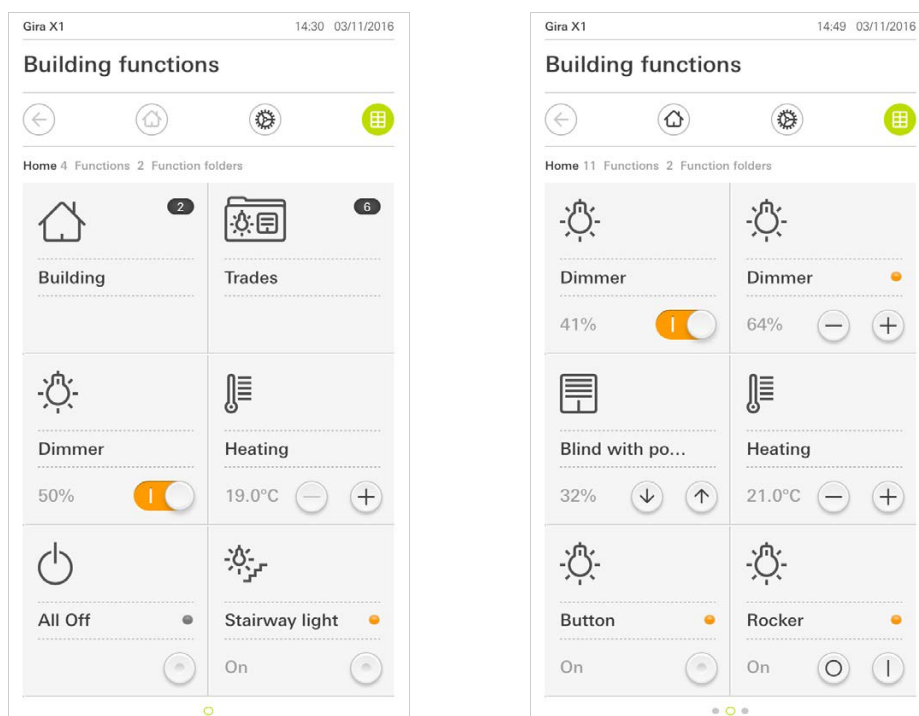 Gira X1 14:30 03/11/2016
Building functions
Home 4 Functions 2 Function folders
2
6
Building
Trades
Dimmer
Heating
50%
19.0°C
All Off
Stairway light
On
Gira X1 14:49 03/11/2016
Building functions
Home 11 Functions 2 Function folders
Dimmer
Dimmer
41%
64%
Blind with po...
Heating
32%
21.0°C
Button
Rocker
On
On